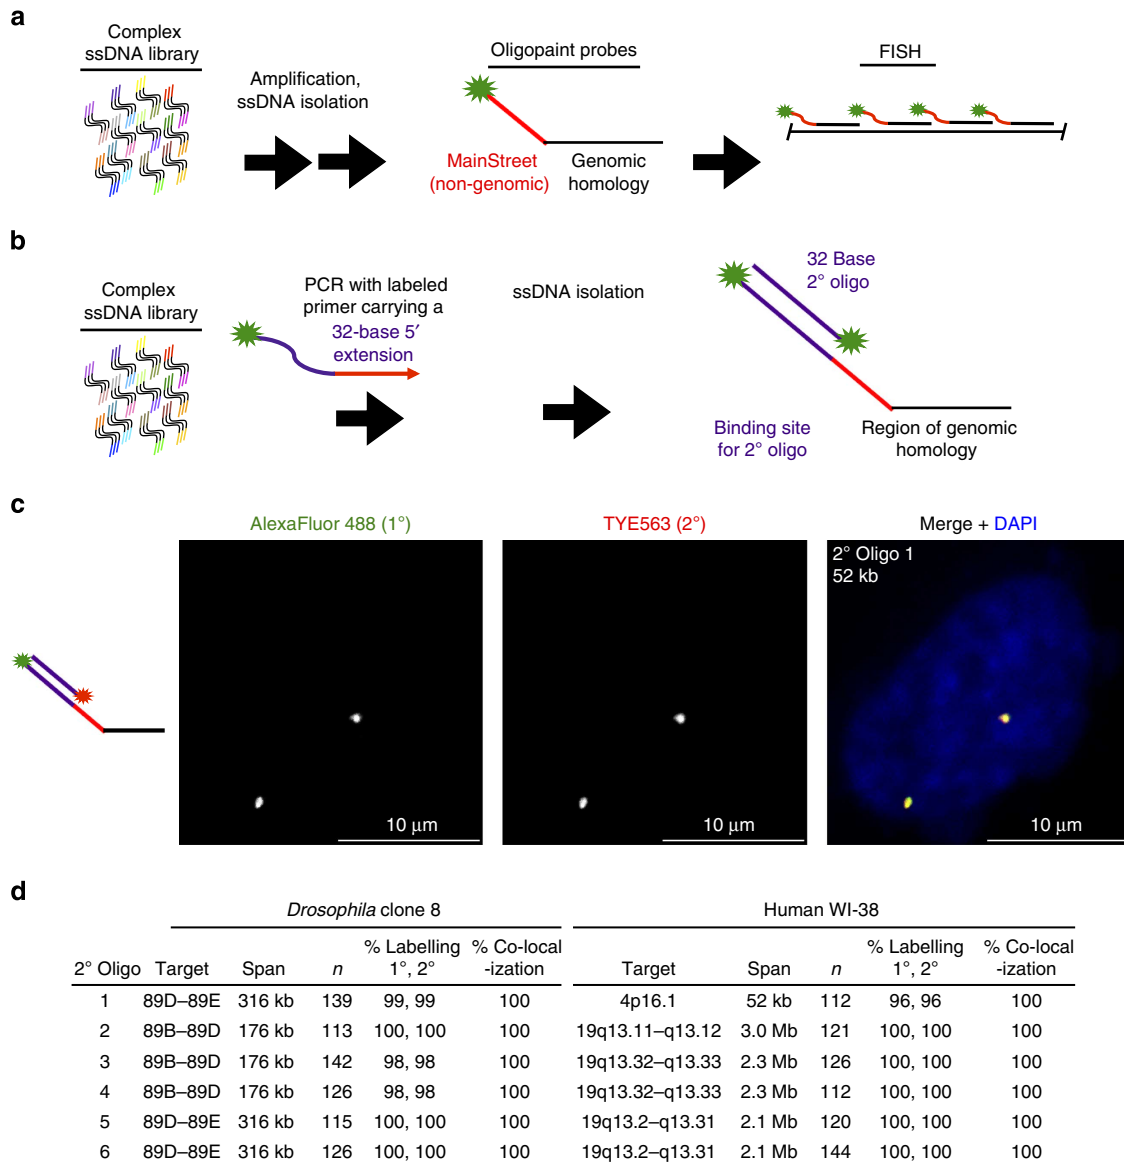 a
Complex
ssDNA library
Amplification,
ssDNA isolation
Oligopaint probes
MainStreet
(non-genomic)
Genomic
homology
FISH
b
Complex
ssDNA library
PCR with labeled
primer carrying a
32-base 5′
extension
ssDNA isolation
32 Base
2° oligo
Binding site
for 2° oligo
Region of genomic
homology
c
AlexaFluor 488 (1°)
TYE563 (2°)
Merge + DAPI
2° Oligo 1
52 kb
10 μm
10 μm
10 μm
d
Drosophila clone 8 Human WI-38
2° Oligo Target Span n % Labelling 1°, 2° % Co-local -ization Target Span n % Labelling 1°, 2° % Co-local -ization
1 89D–89E 316 kb 139 99, 99 100 4p16.1 52 kb 112 96, 96 100
2 89B–89D 176 kb 113 100, 100 100 19q13.11–q13.12 3.0 Mb 121 100, 100 100
3 89B–89D 176 kb 142 98, 98 100 19q13.32–q13.33 2.3 Mb 126 100, 100 100
4 89B–89D 176 kb 126 98, 98 100 19q13.32–q13.33 2.3 Mb 112 100, 100 100
5 89D–89E 316 kb 115 100, 100 100 19q13.2–q13.31 2.1 Mb 120 100, 100 100
6 89D–89E 316 kb 126 100, 100 100 19q13.2–q13.31 2.1 Mb 144 100, 100 100